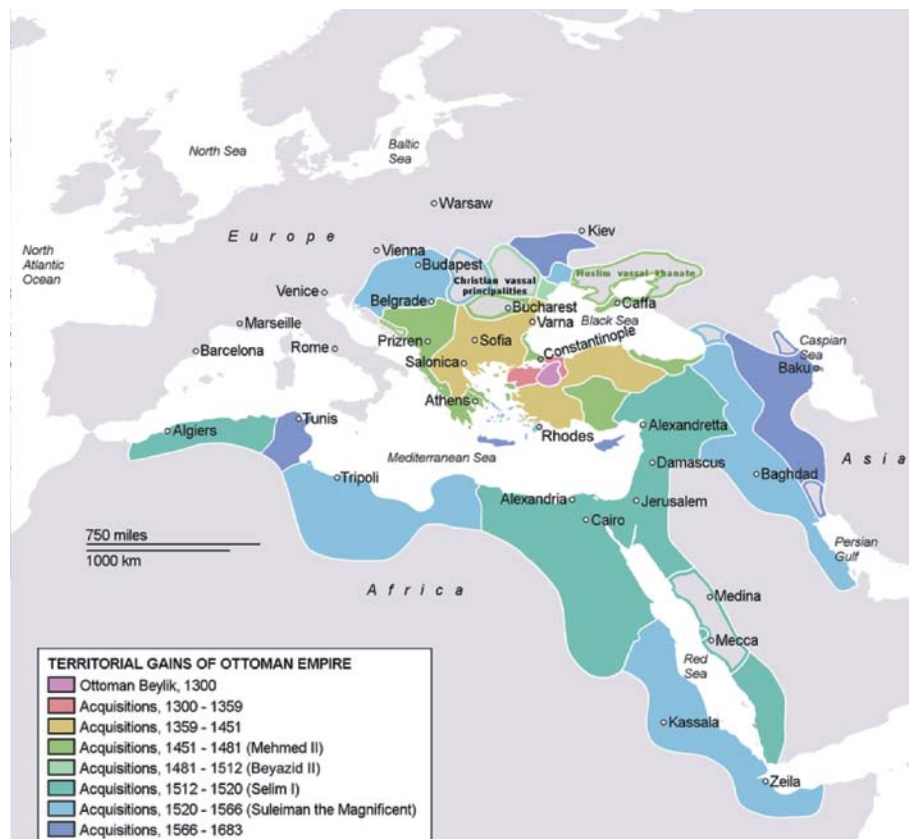 North Sea
Baltic
Sea
Warsaw
Europe
Kiev
North
Atlantic
Ocean
Vienna
Budapest
Christian vassal
principalities
Muslim vassal khanate
Venice
Belgrade
Bucharest
Caffa
Marseille
Varna
Black Sea
Barcelona
Rome
Prizren
Sofia
Constantinople
Caspian
Sea
Salonica
Baku
Athens
Tunis
Algiers
Rhodes
Alexandretta
Mediterranean Sea
Damascus
Baghdad
Asia
Tripoli
Alexandria
Jerusalem
Cairo
750 miles
1000 km
Persian
Gulf
Africa
Medina
Mecca
Red
Sea
Kassala
Zeila
TERRITORIAL GAINS OF OTTOMAN EMPIRE
Ottoman Beylik, 1300
Acquisitions, 1300 - 1359
Acquisitions, 1359 - 1451
Acquisitions, 1451 - 1481 (Mehmed II)
Acquisitions, 1481 - 1512 (Beyazid II)
Acquisitions, 1512 - 1520 (Selim I)
Acquisitions, 1520 - 1566 (Suleiman the Magnificent)
Acquisitions, 1566 - 1683